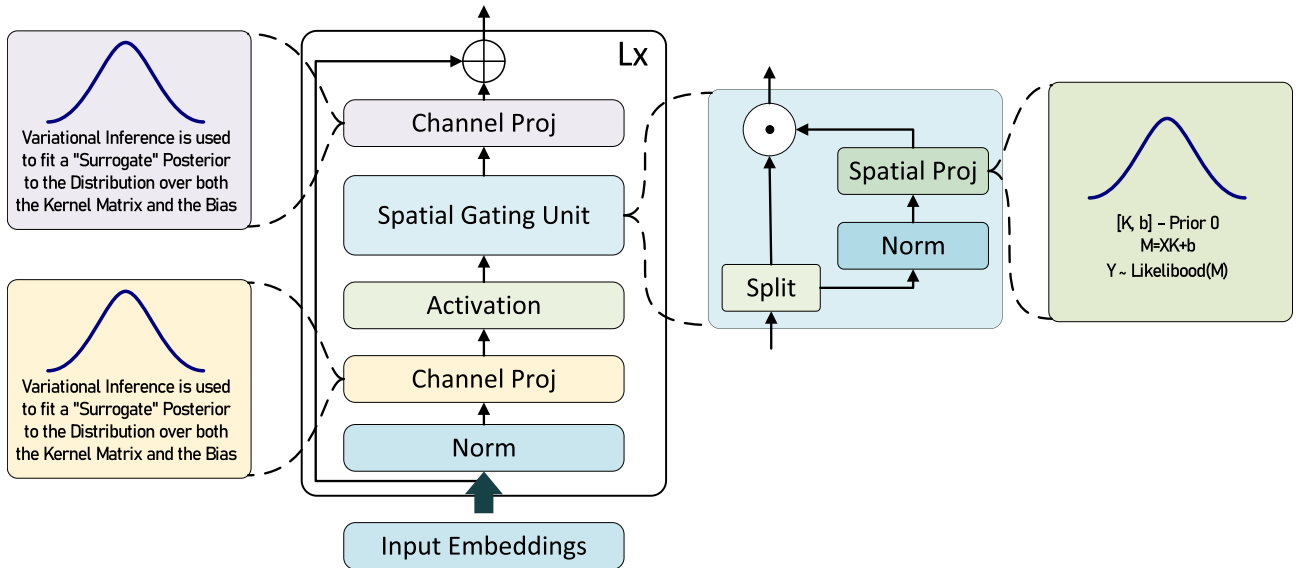 Variational Inference is used
to fit a "Surrogate" Posterior
to the Distribution over both
the Kernel Matrix and the Bias
Variational Inference is used
to fit a "Surrogate" Posterior
to the Distribution over both
the Kernel Matrix and the Bias
Lx
Channel Proj
Spatial Gating Unit
Activation
Channel Proj
Norm
Input Embeddings
Spatial Proj
Norm
Split
[K, b] – Prior 0
M=XK+b
Y ~ Likelibood(M)